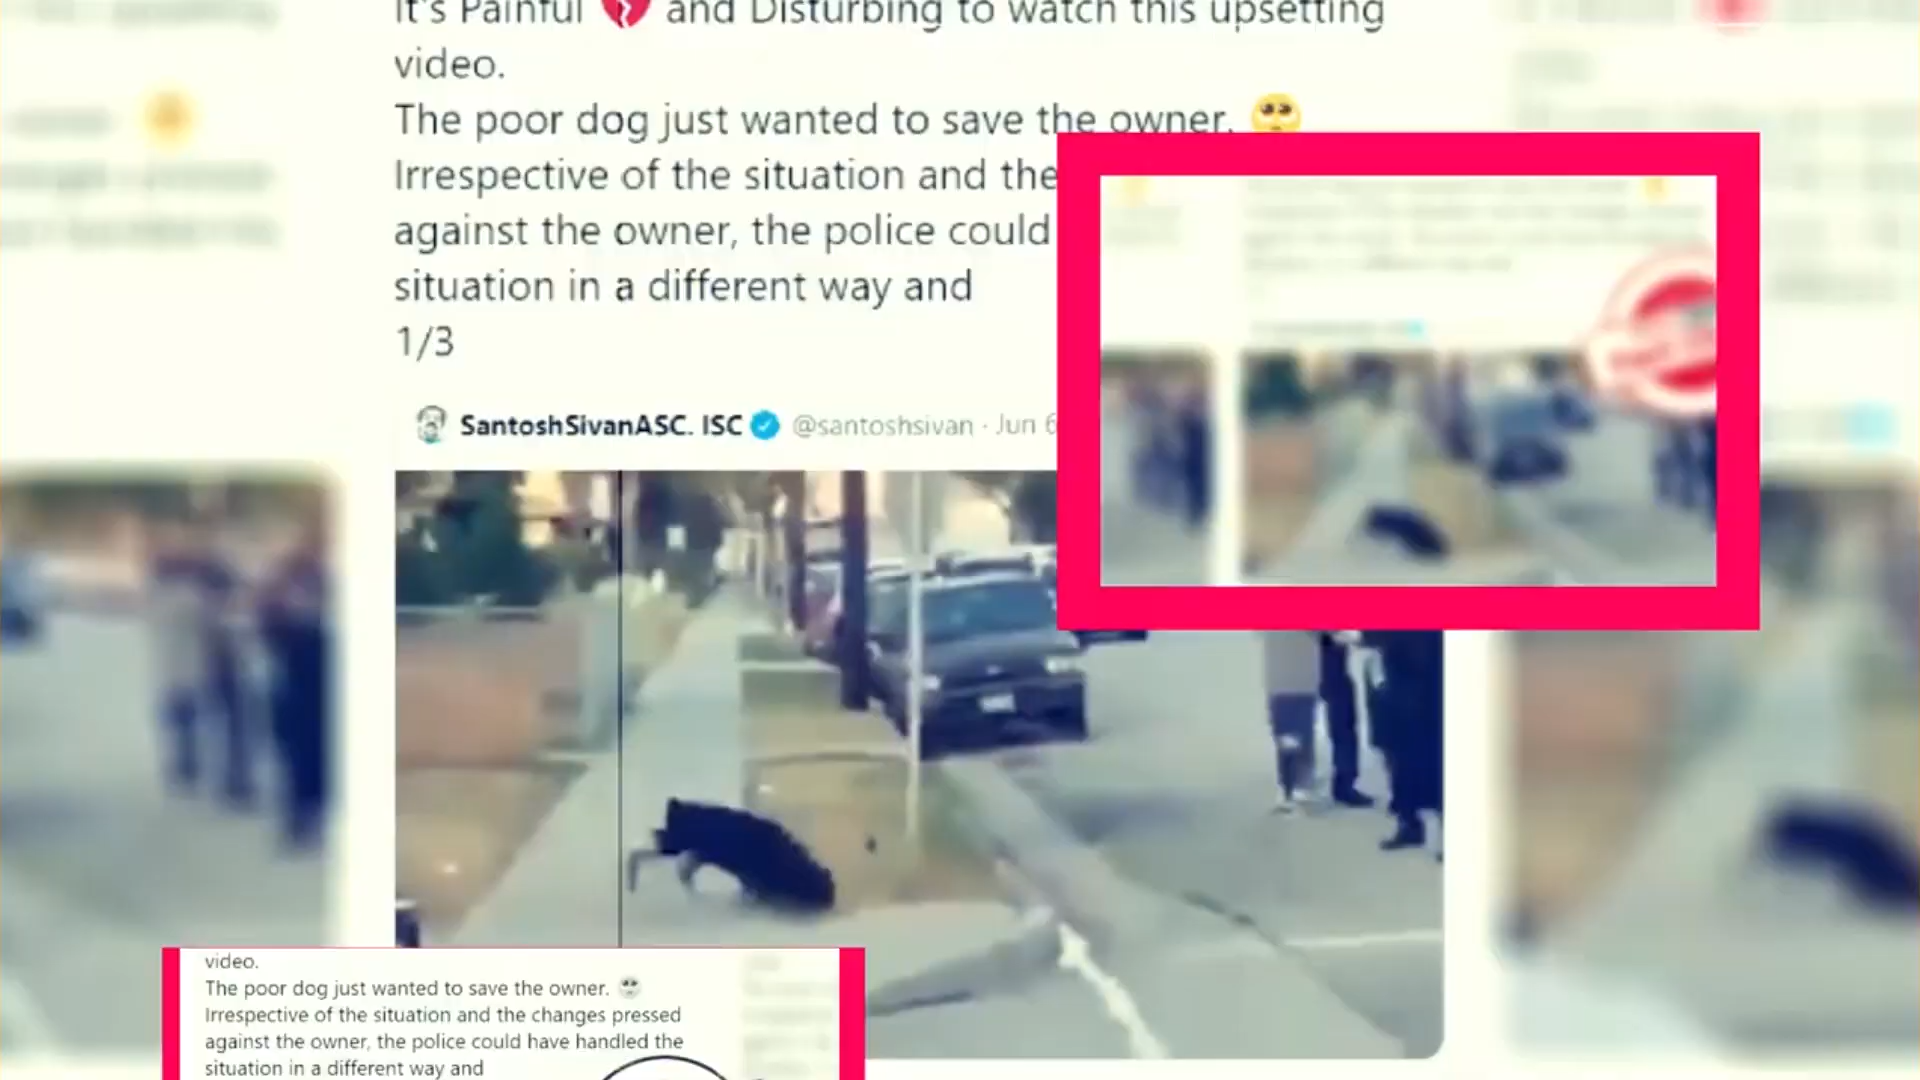 It's Painful 💔 and Disturbing to watch this upsetting
video.
The poor dog just wanted to save the owner. 🥺
Irrespective of the situation and the
against the owner, the police could
situation in a different way and
1/3
SantoshSivanASC. ISC @santoshsivan · Jun 6
video.
The poor dog just wanted to save the owner. 🥺
Irrespective of the situation and the changes pressed
against the owner, the police could have handled the
situation in a different way and